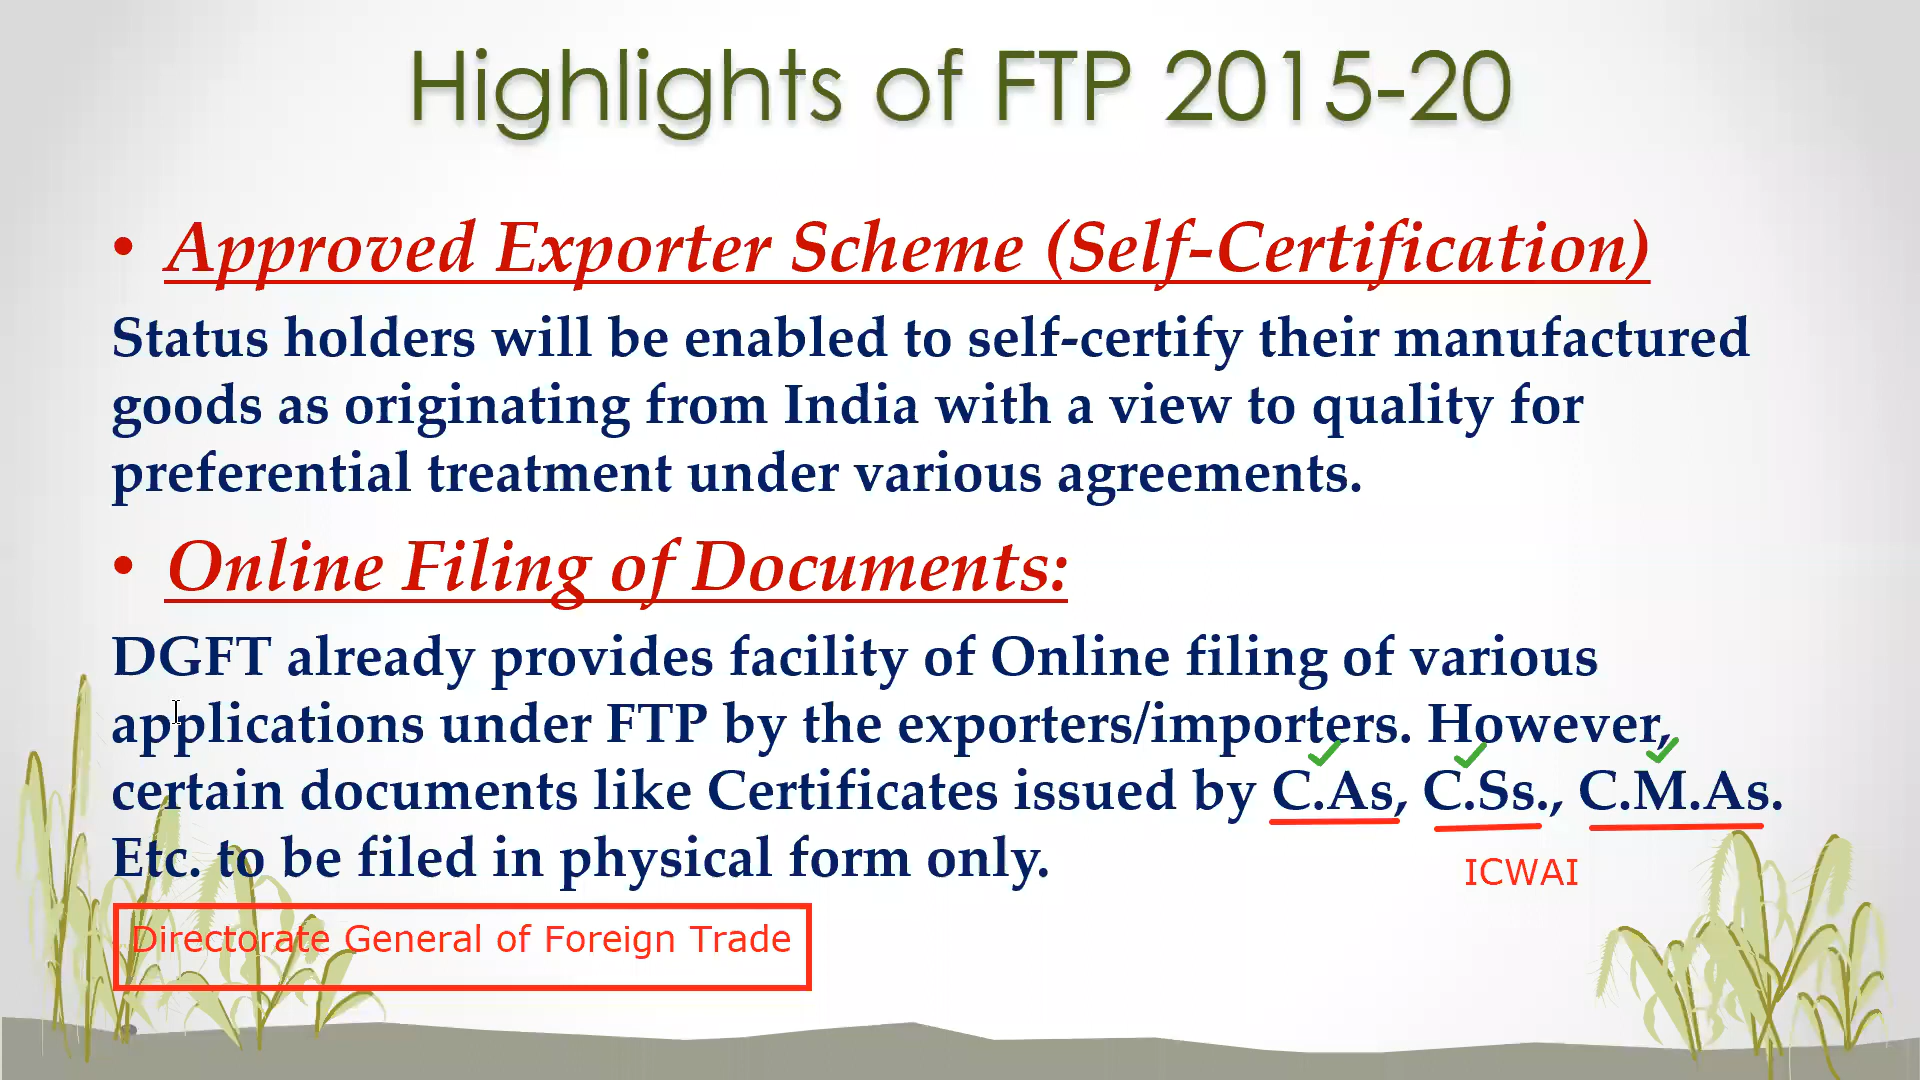 Highlights of FTP 2015-20
• Approved Exporter Scheme (Self-Certification)
Status holders will be enabled to self-certify their manufactured
goods as originating from India with a view to quality for
preferential treatment under various agreements.
• Online Filing of Documents:
DGFT already provides facility of Online filing of various
applications under FTP by the exporters/importers. However,
certain documents like Certificates issued by C.As, C.Ss., C.M.As.
Etc. to be filed in physical form only.
ICWAI
Directorate General of Foreign Trade